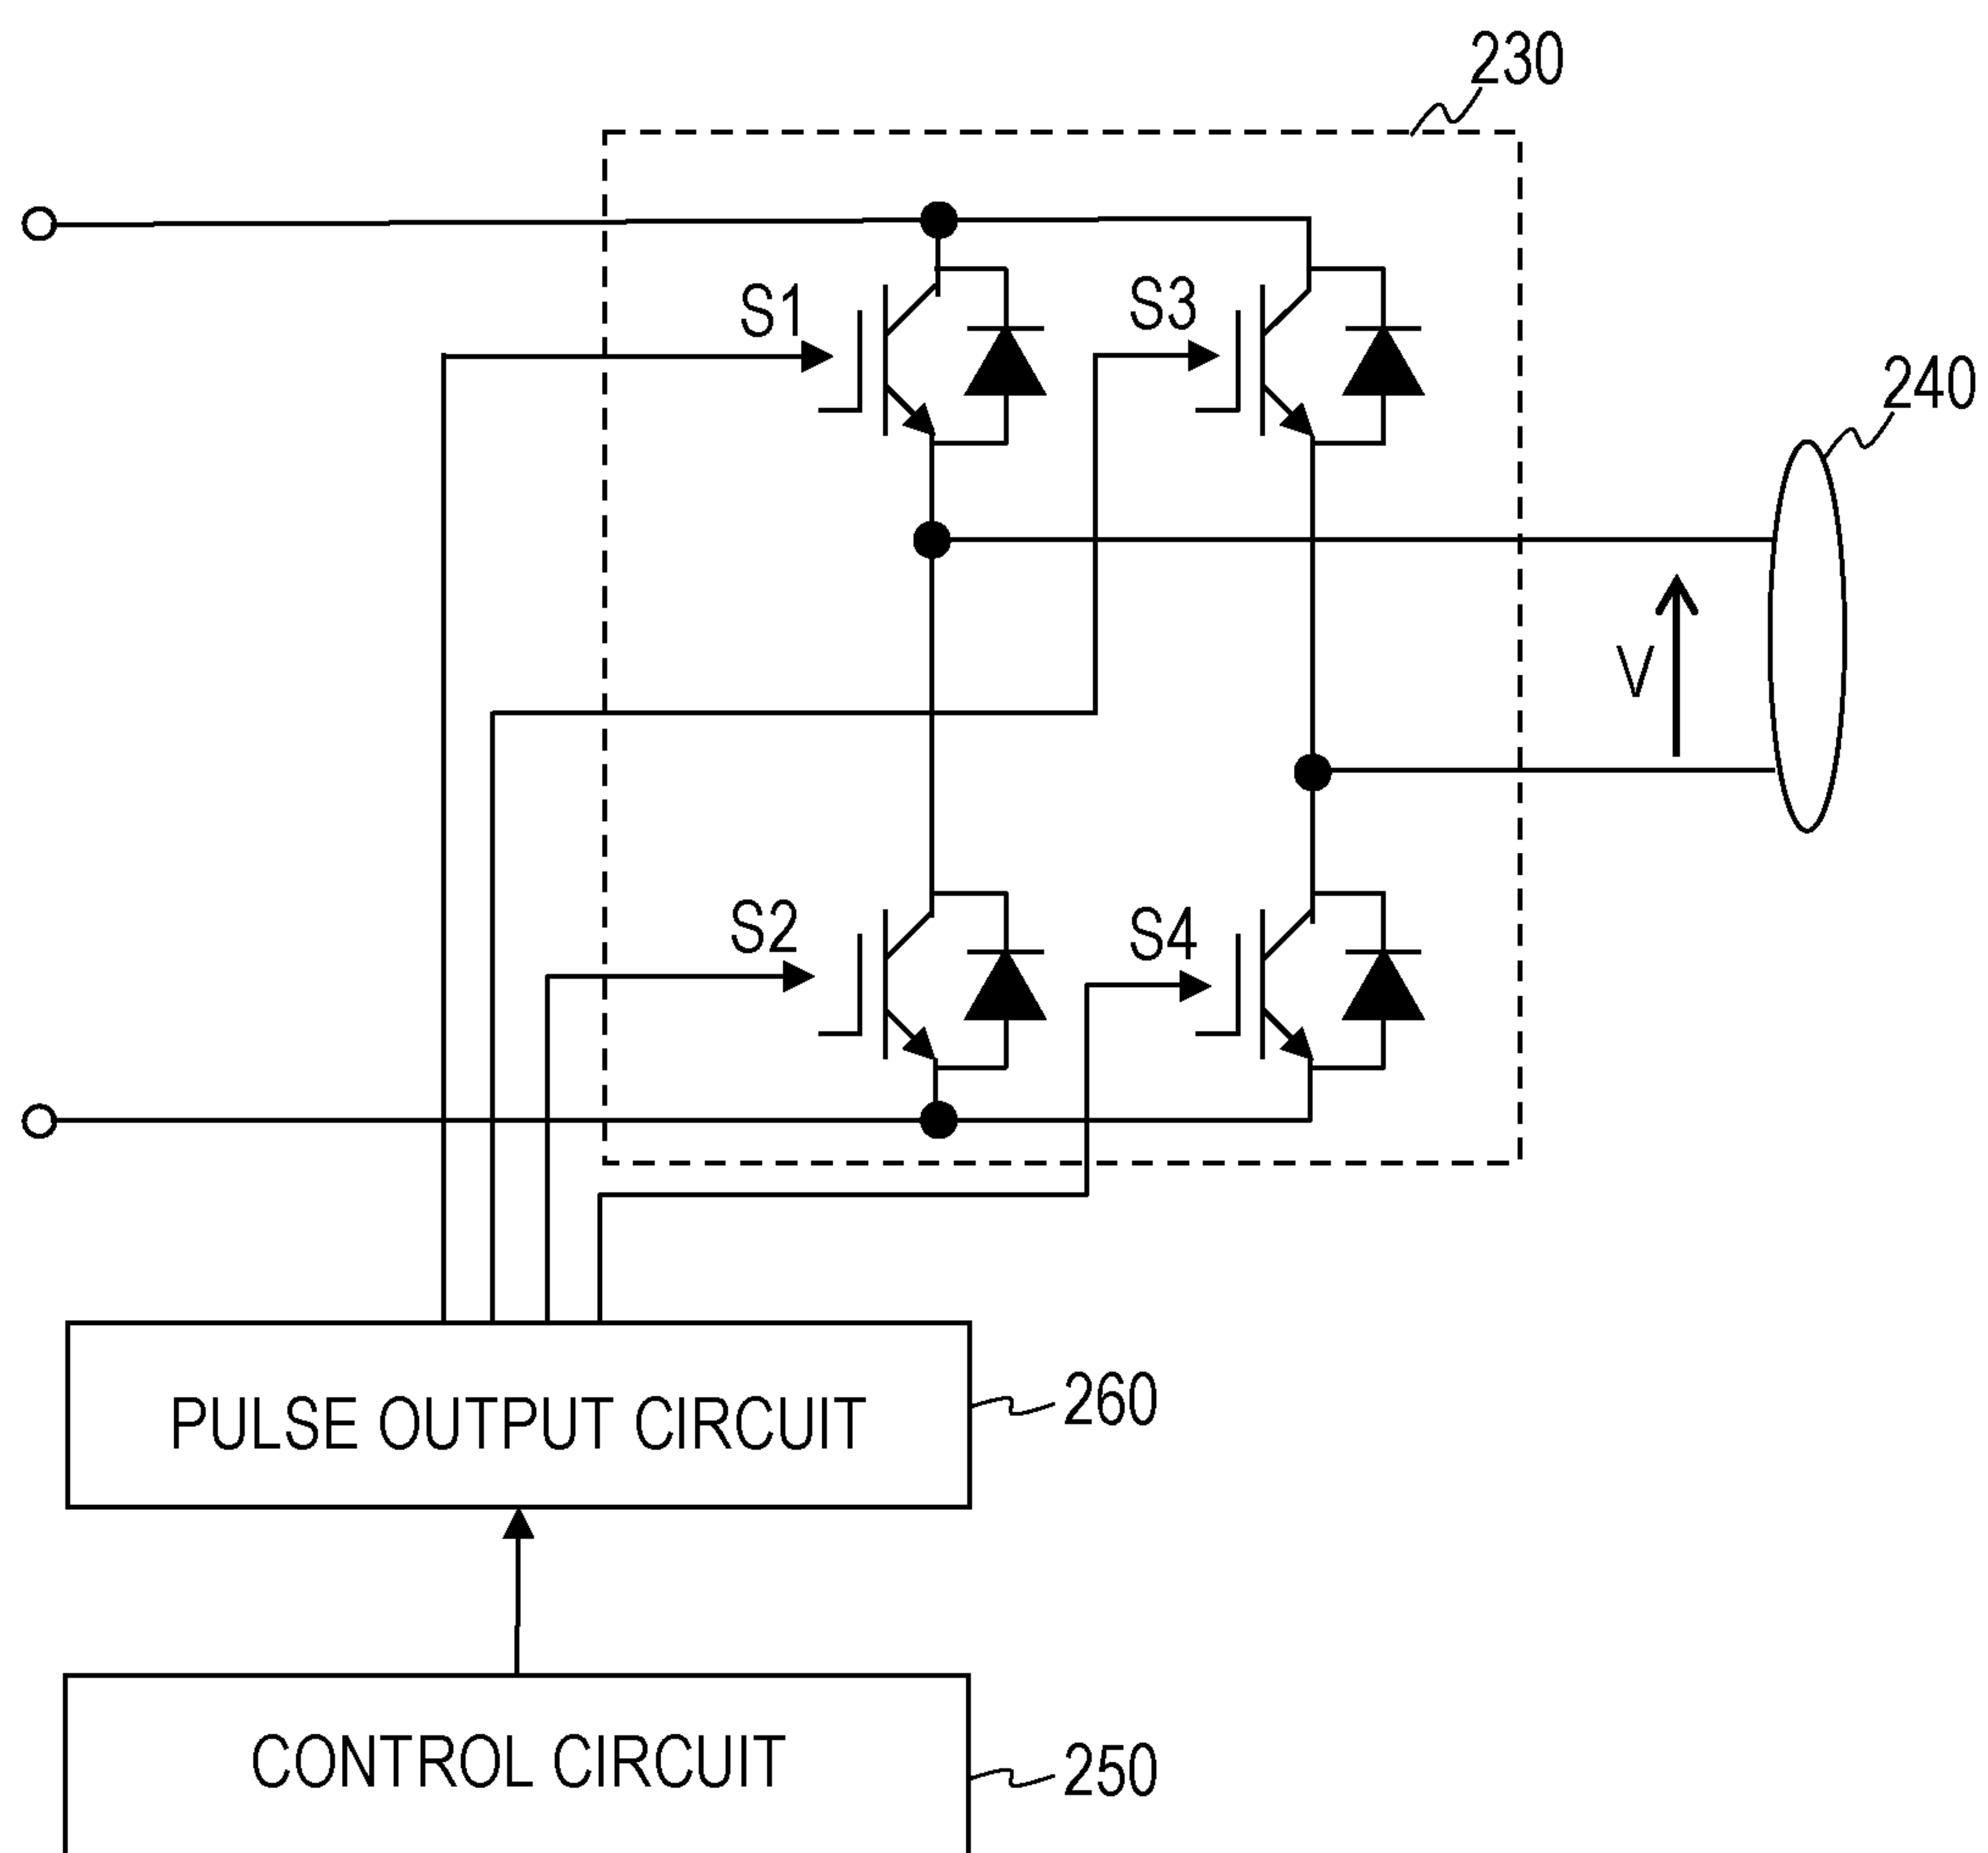 230
S1
S3
240
V
S2
S4
PULSE OUTPUT CIRCUIT
260
CONTROL CIRCUIT
250